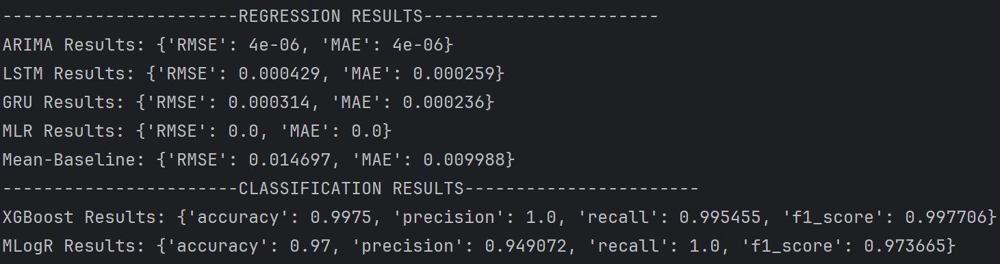 -----------------------REGRESSION RESULTS-----------------------
ARIMA Results: {'RMSE': 4e-06, 'MAE': 4e-06}
LSTM Results: {'RMSE': 0.000429, 'MAE': 0.000259}
GRU Results: {'RMSE': 0.000314, 'MAE': 0.000236}
MLR Results: {'RMSE': 0.0, 'MAE': 0.0}
Mean-Baseline: {'RMSE': 0.014697, 'MAE': 0.009988}
-----------------------CLASSIFICATION RESULTS-----------------------
XGBoost Results: {'accuracy': 0.9975, 'precision': 1.0, 'recall': 0.995455, 'f1_score': 0.997706}
MLogR Results: {'accuracy': 0.97, 'precision': 0.949072, 'recall': 1.0, 'f1_score': 0.973665}